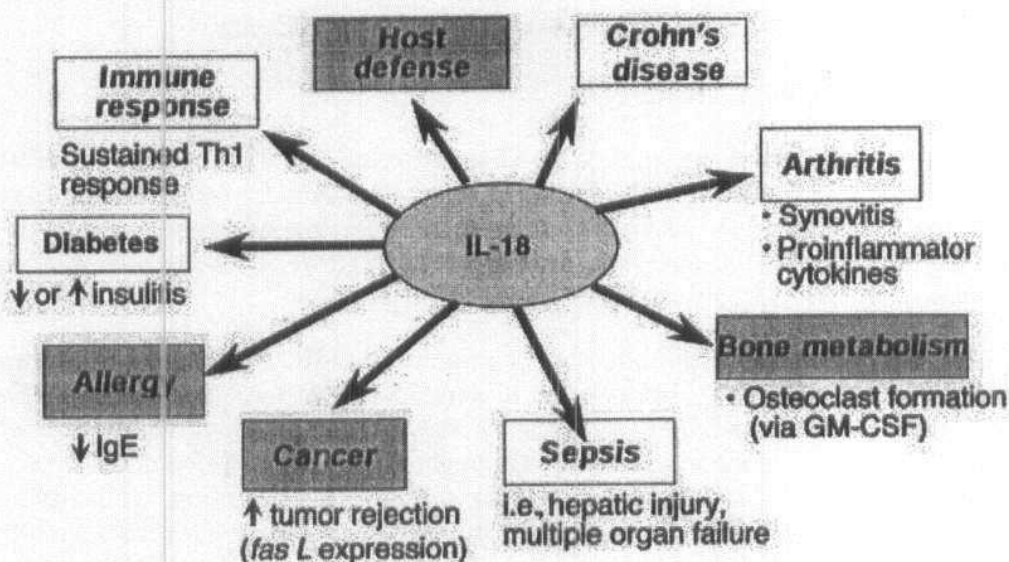 Host
defense
Crohn's
disease
Immune
response
Sustained Th1
response
Arthritis
• Synovitis
• Proinflammator
cytokines
IL-18
Diabetes
↓ or ↑ insulitis
Bone metabolism
• Osteoclast formation
(via GM-CSF)
Allergy
↓ IgE
Cancer
↑ tumor rejection
(fas L expression)
Sepsis
i.e., hepatic injury,
multiple organ failure